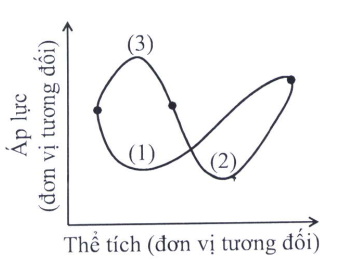 (3)
Áp lực
(đơn vị tương đối)
(1)
(2)
Thể tích (đơn vị tương đối)